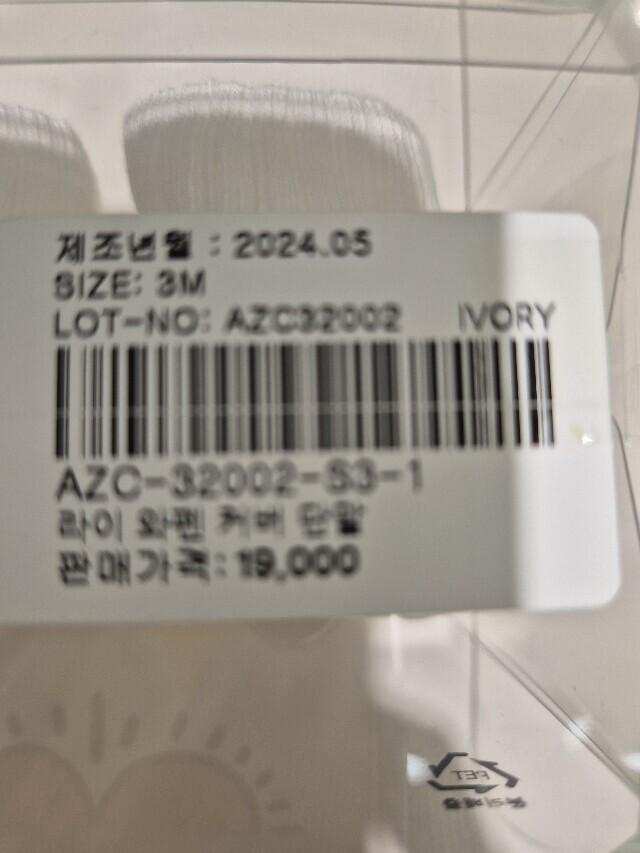 제조년월 : 2024.05
SIZE: 3M
LOT-NO: AZC32002 IVORY
AZC-32002-S3-1
라이 와펜 커버 단말
판매가격: 19,000
PET